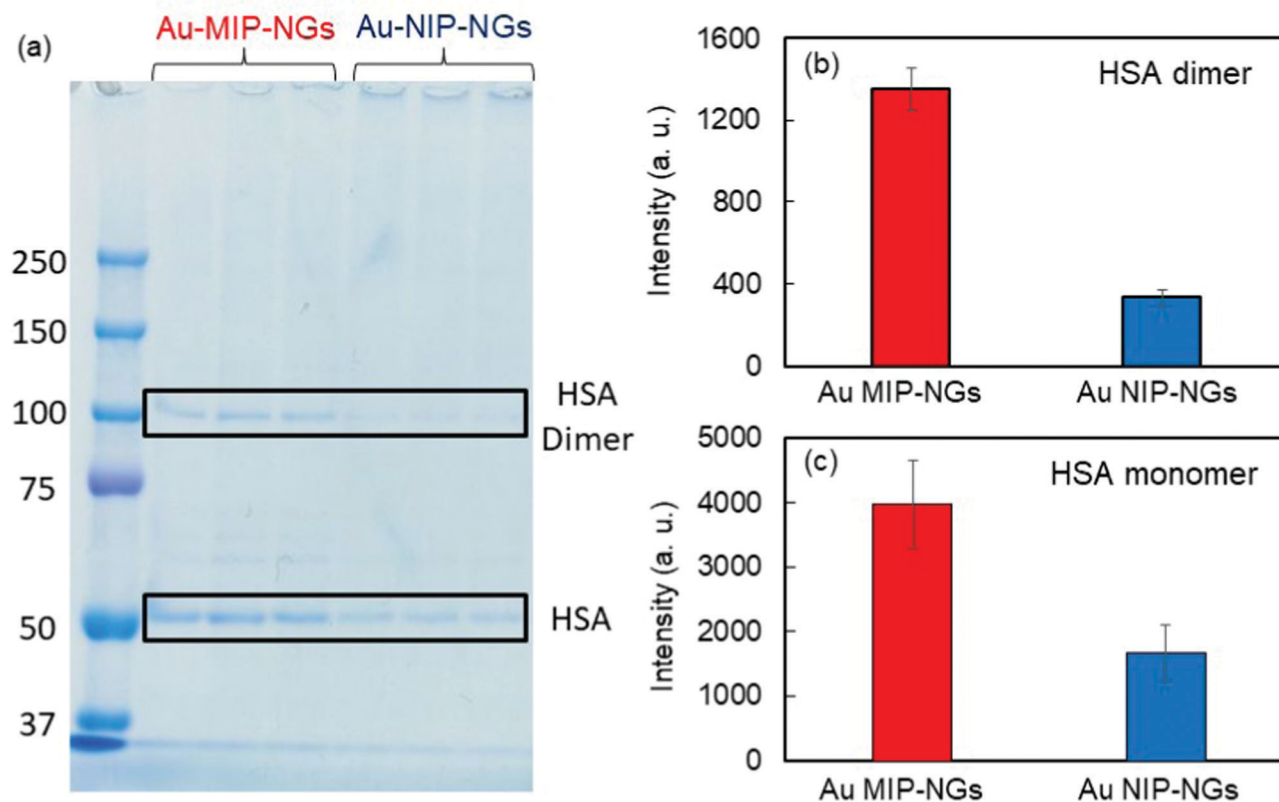 (a)
Au-MIP-NGs Au-NIP-NGs
250
150
100
75
50
37
HSA
Dimer
HSA
(b)
HSA dimer
Intensity (a. u.)
1600
1200
800
400
0
Au MIP-NGs Au NIP-NGs
(c)
HSA monomer
Intensity (a. u.)
5000
4000
3000
2000
1000
0
Au MIP-NGs Au NIP-NGs